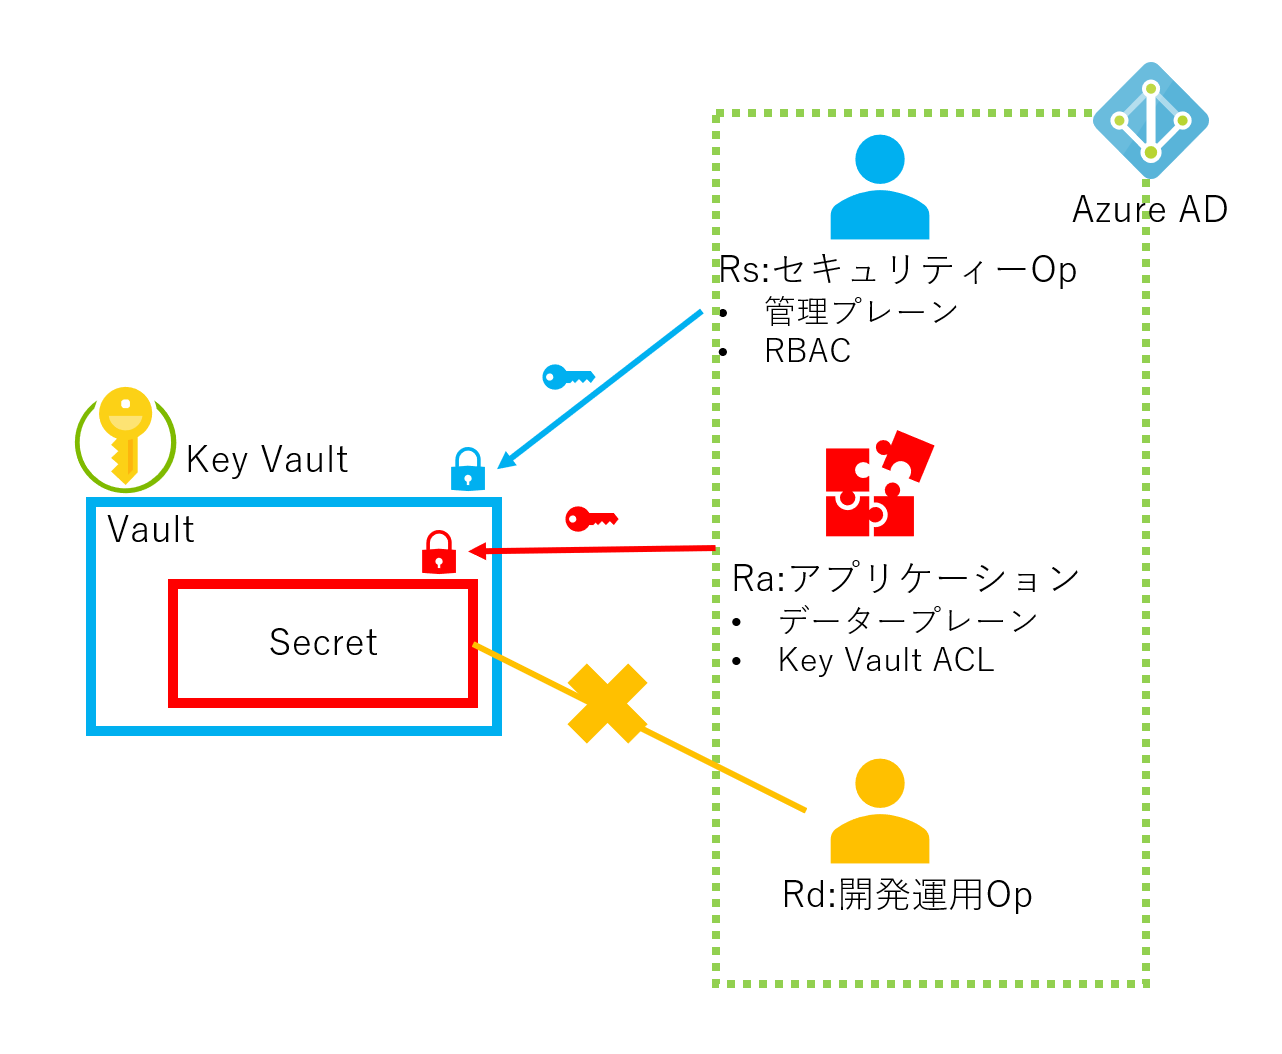 Azure AD
Rs:セキュリティーOp
• 管理プレーン
• RBAC
Key Vault
Vault
Secret
Ra:アプリケーション
• データープレーン
• Key Vault ACL
Rd:開発運用Op